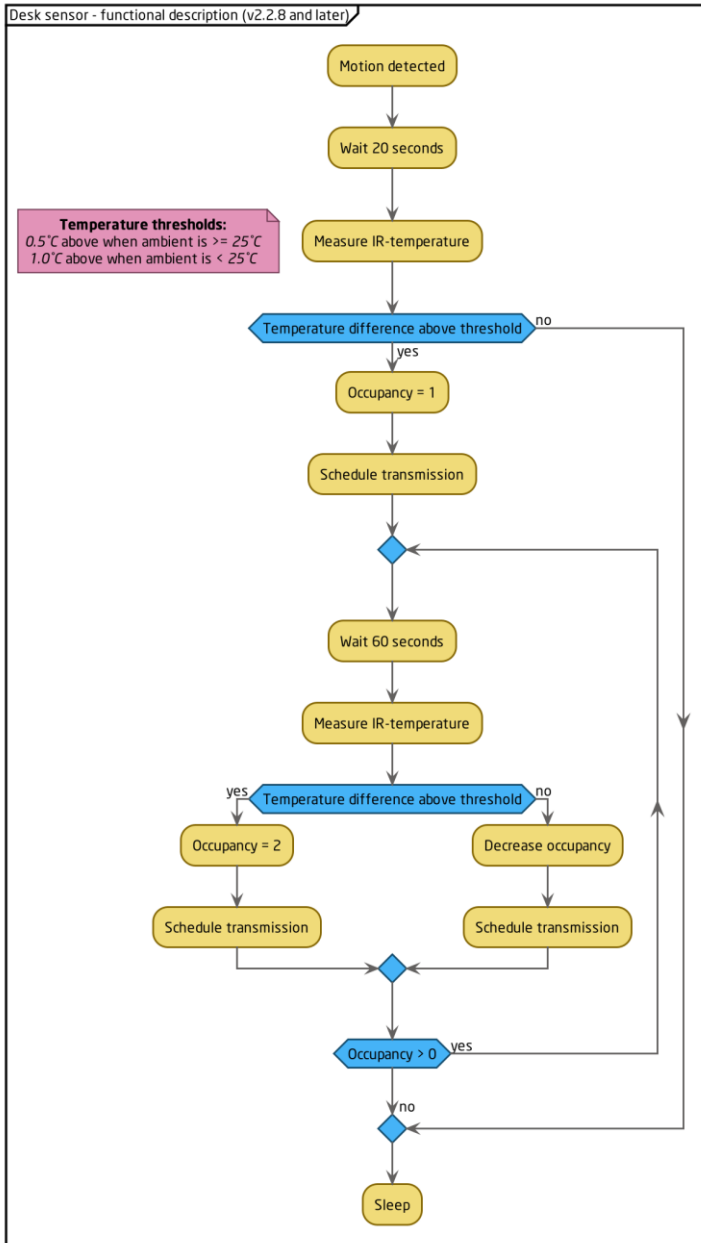 Desk sensor - functional description (v2.2.8 and later)
Motion detected
Wait 20 seconds
Temperature thresholds:
0.5°C above when ambient is >= 25°C
1.0°C above when ambient is < 25°C
Measure IR-temperature
Temperature difference above threshold
no
yes
Occupancy = 1
Schedule transmission
Wait 60 seconds
Measure IR-temperature
yes
Temperature difference above threshold
no
Occupancy = 2
Decrease occupancy
Schedule transmission
Schedule transmission
Occupancy > 0
yes
no
Sleep